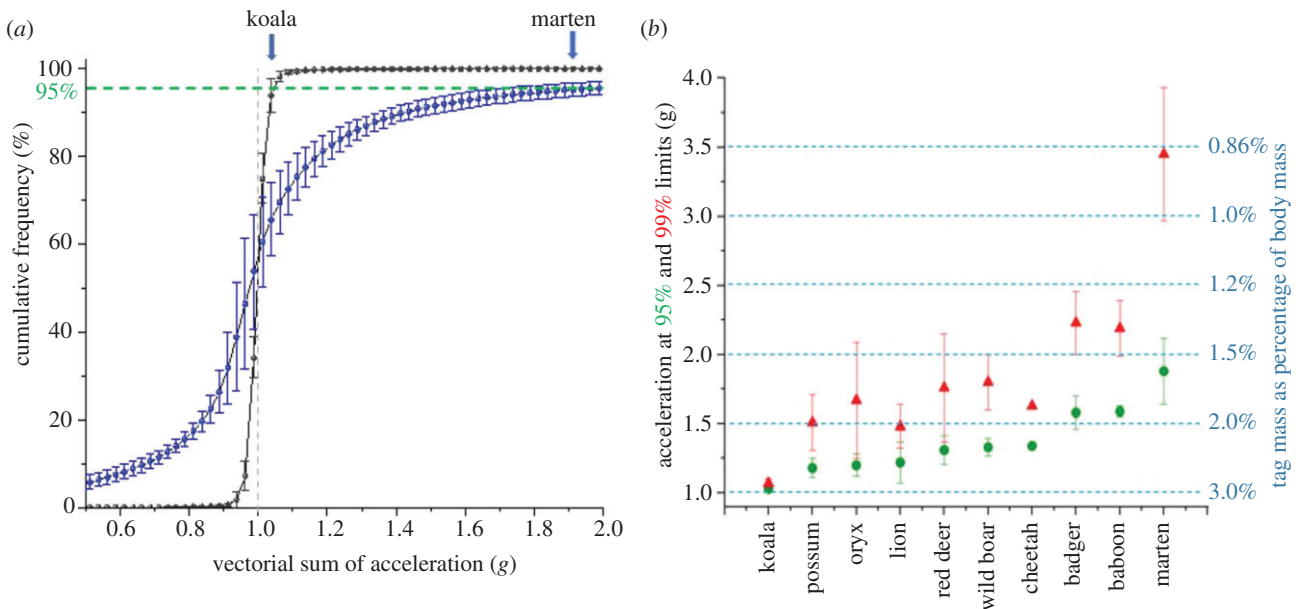 (a)
koala
marten
100
95%
80
60
40
20
0
cumulative frequency (%)
0.6 0.8 1.0 1.2 1.4 1.6 1.8 2.0
vectorial sum of acceleration (g)
(b)
4.0
3.5
3.0
2.5
2.0
1.5
1.0
acceleration at 95% and 99% limits (g)
0.86%
1.0%
1.2%
1.5%
2.0%
3.0%
tag mass as percentage of body mass
koala
possum
oryx
lion
red deer
wild boar
cheetah
badger
baboon
marten